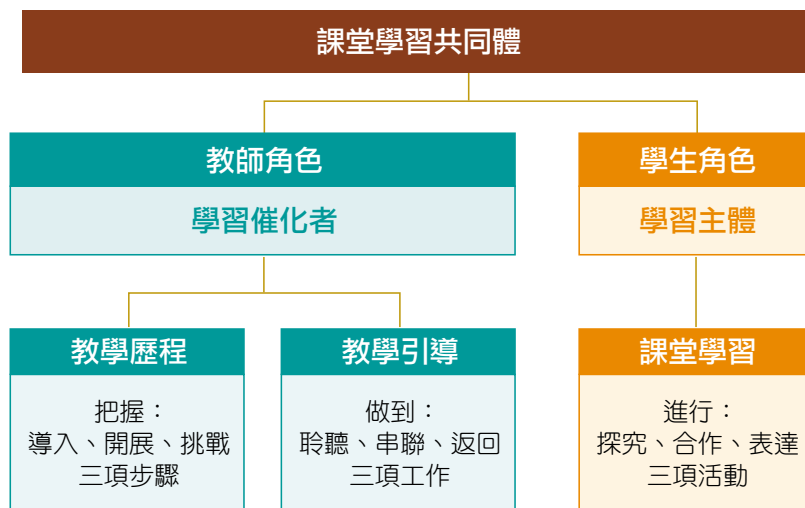 課堂學習共同體
教師角色
學習催化者
學生角色
學習主體
教學歷程
把握：
導入、開展、挑戰
三項步驟
教學引導
做到：
聆聽、串聯、返回
三項工作
課堂學習
進行：
探究、合作、表達
三項活動